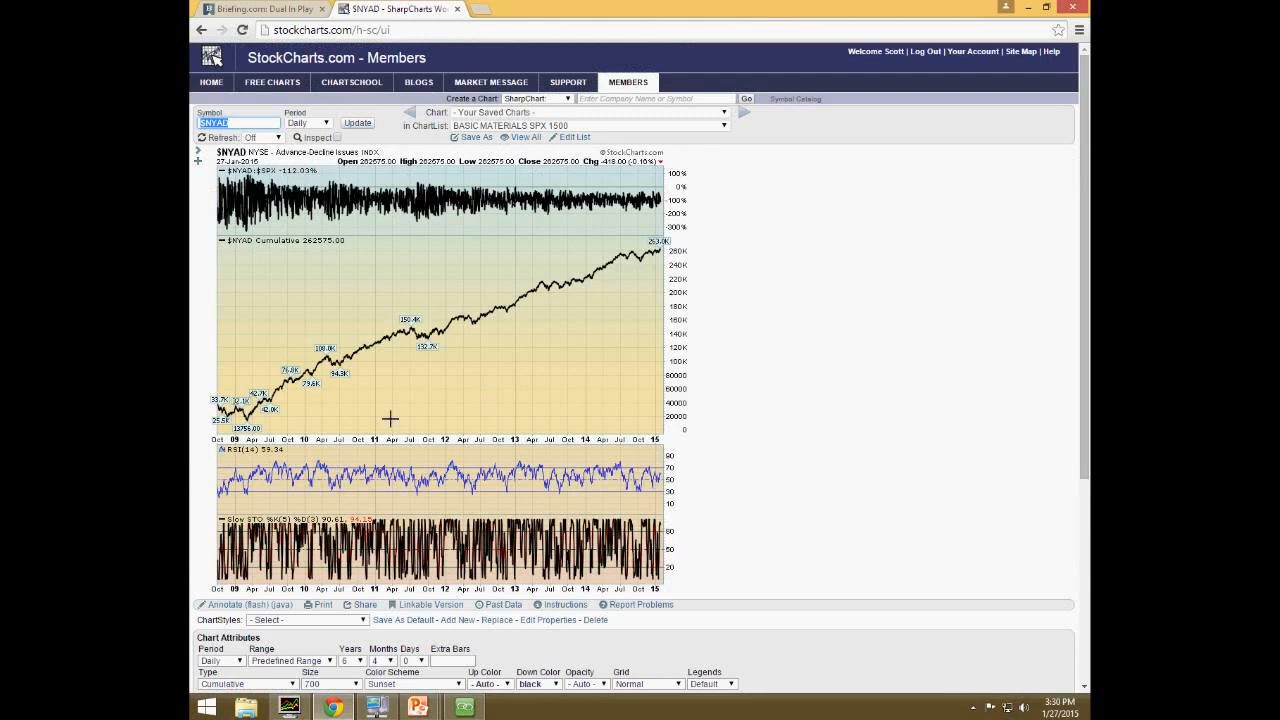 Briefing.com: Dual In Play
$NYAD - SharpCharts Wo
stockcharts.com/h-sc/ui
StockCharts.com - Members
Welcome Scott | Log Out | Your Account | Site Map | Help
HOME FREE CHARTS CHARTSCHOOL BLOGS MARKET MESSAGE SUPPORT MEMBERS
Create a Chart: SharpChart: Enter Company Name or Symbol Go Symbol Catalog
Symbol Period Chart: - Your Saved Charts -
$NYAD Daily Update in ChartList: BASIC MATERIALS SPX 1500
Refresh: Off Inspect Save As View All Edit List
$NYAD NYSE - Advance-Decline Issues INDX © StockCharts.com
27-Jan-2015 Open 262575.00 High 262575.00 Low 262575.00 Close 262575.00 Chg -418.00 (-0.16%)
$NYAD:$SPX -112.03%
100%
0%
-100%
-200%
-300%
$NYAD Cumulative 262575.00
263.0K
260K
240K
220K
200K
180K
160K
140K
120K
100K
80000
60000
40000
20000
0
150.4K
132.7K
108.0K
94.3K
76.8K
79.6K
42.7K
42.0K
33.7K
32.1K
25.5K
13756.00
Oct 09 Apr Jul Oct 10 Apr Jul Oct 11 Apr Jul Oct 12 Apr Jul Oct 13 Apr Jul Oct 14 Apr Jul Oct 15
RSI(14) 59.34
90
70
50
30
10
Slow STO %K(5) %D(3) 90.61, 94.15
80
50
20
Oct 09 Apr Jul Oct 10 Apr Jul Oct 11 Apr Jul Oct 12 Apr Jul Oct 13 Apr Jul Oct 14 Apr Jul Oct 15
Annotate (flash) (java) Print Share Linkable Version Past Data Instructions Report Problems
ChartStyles: - Select - Save As Default - Add New - Replace - Edit Properties - Delete
Chart Attributes
Period Range Years Months Days Extra Bars
Daily Predefined Range 6 4 0
Type Size Color Scheme Up Color Down Color Opacity Grid Legends
Cumulative 700 Sunset - Auto - black - Auto - Normal Default
3:30 PM
1/27/2015